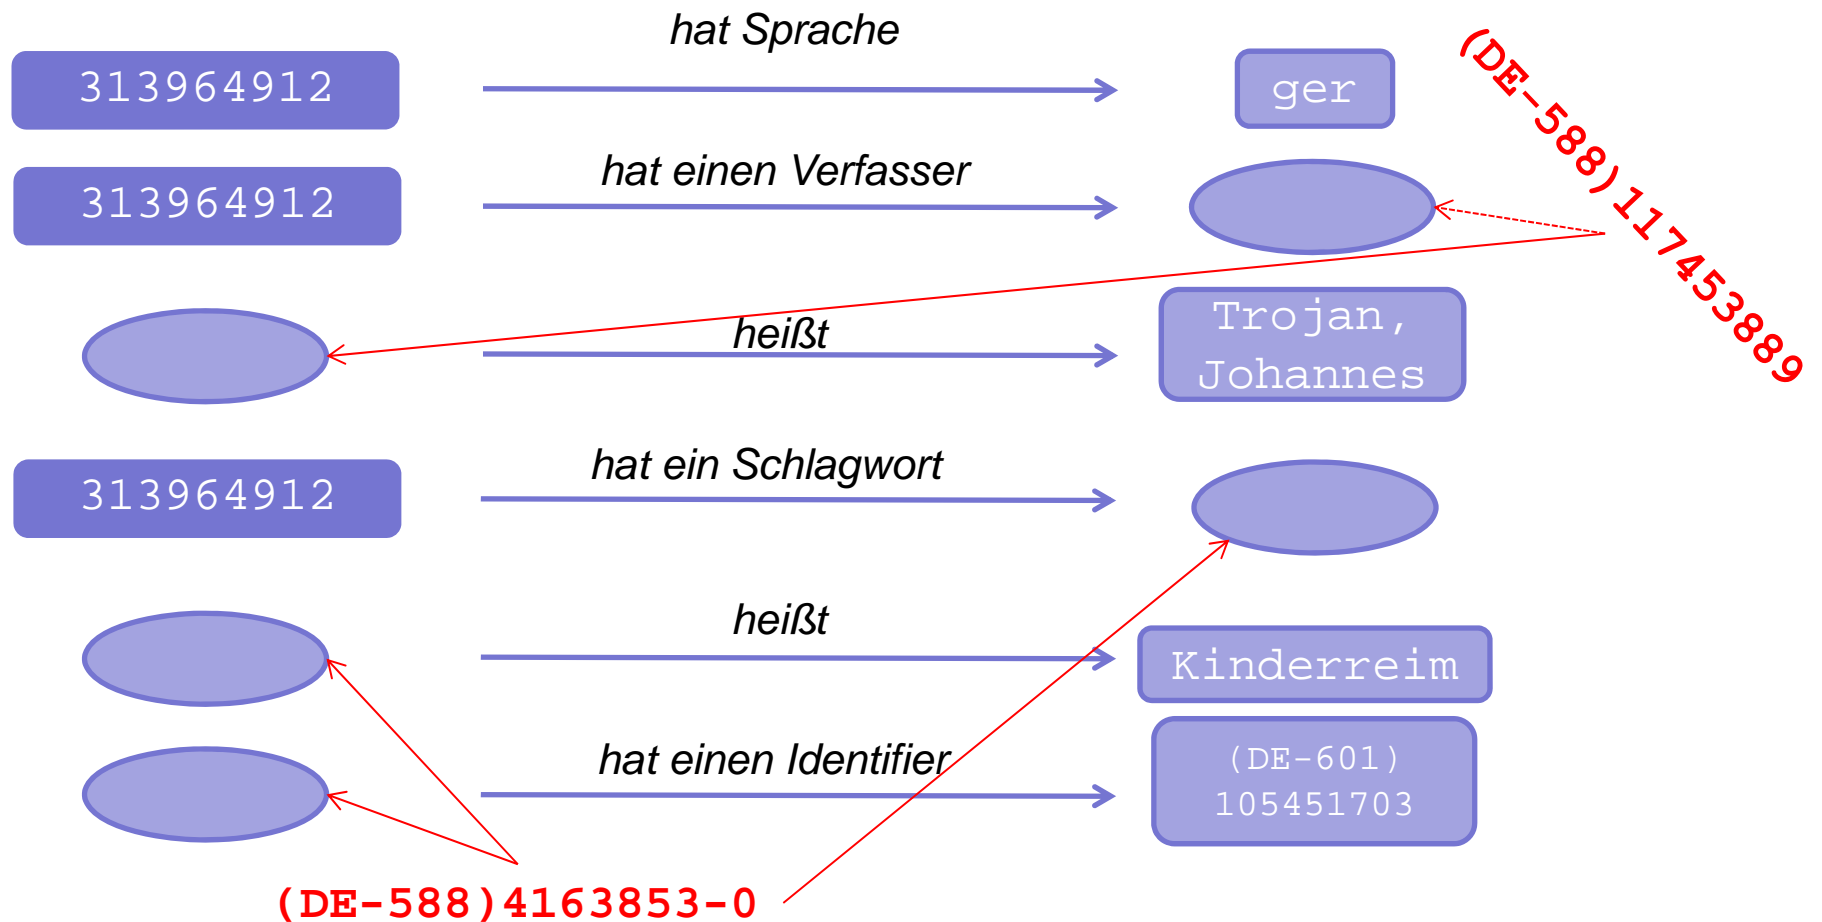 hat Sprache
313964912
ger
(DE-588)117453889
hat einen Verfasser
313964912
heißt
Trojan,
Johannes
hat ein Schlagwort
313964912
heißt
Kinderreim
hat einen Identifier
(DE-601)
105451703
(DE-588)4163853-0